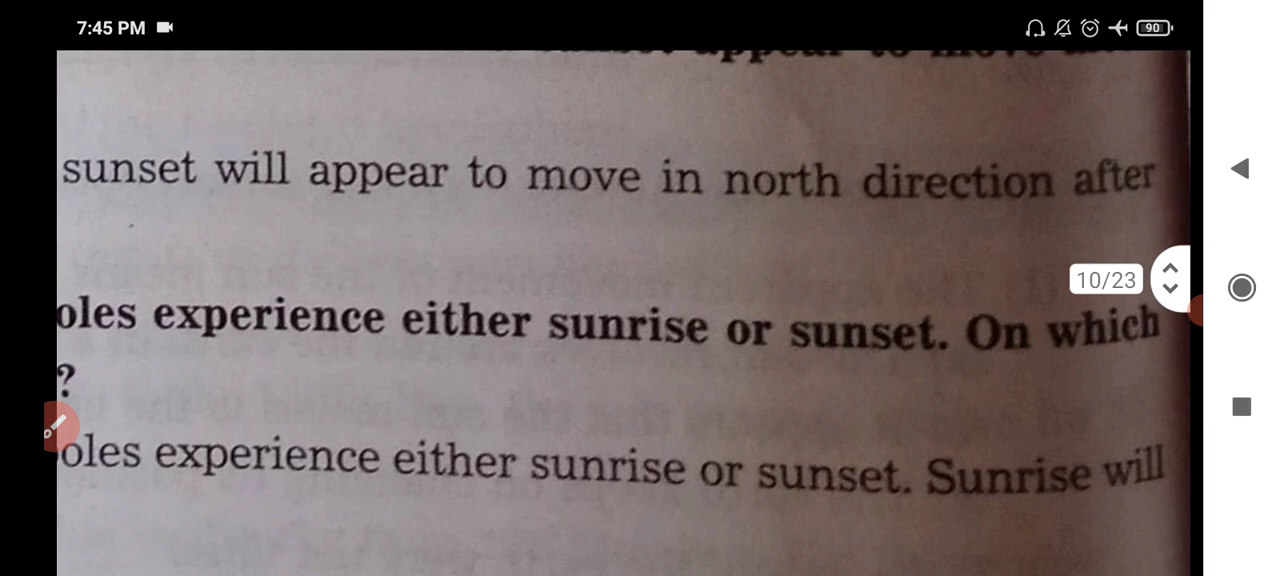 7:45 PM
90
sunset will appear to move in north direction after
10/23
oles experience either sunrise or sunset. On which
?
oles experience either sunrise or sunset. Sunrise will